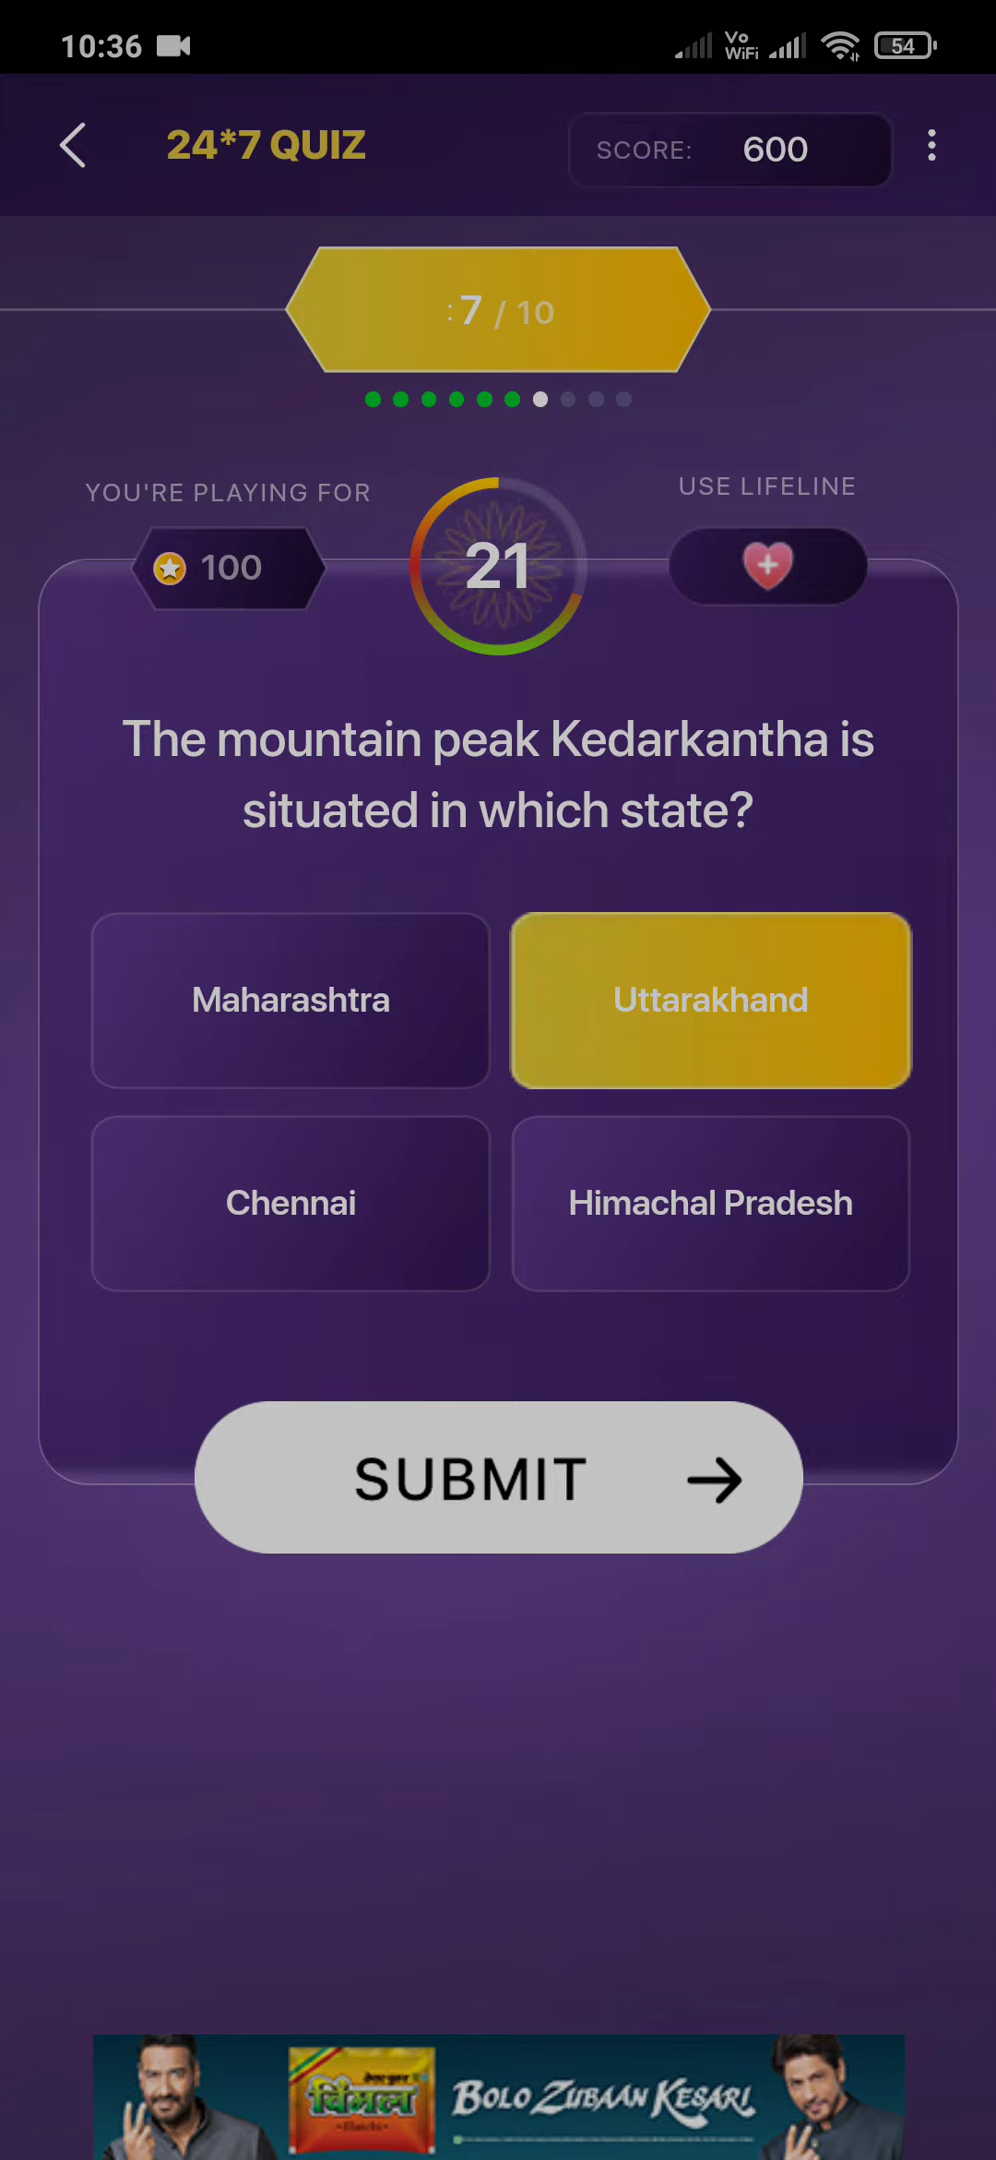 10:36
Vo
WiFi
54
24*7 QUIZ
SCORE: 600
: 7 / 10
YOU'RE PLAYING FOR
USE LIFELINE
100
21
The mountain peak Kedarkantha is
situated in which state?
Maharashtra
Uttarakhand
Chennai
Himachal Pradesh
SUBMIT
विमल
BOLO ZUBAAN KESARI